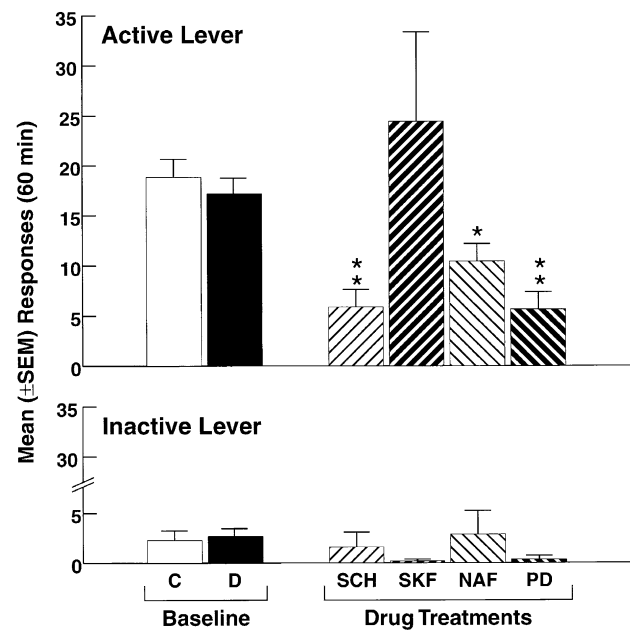 Active Lever
35
30
25
20
15
10
5
0
* * * * *
Mean (±SEM) Responses (60 min)
Inactive Lever
35
30
5
0
C D SCH SKF NAF PD
Baseline Drug Treatments